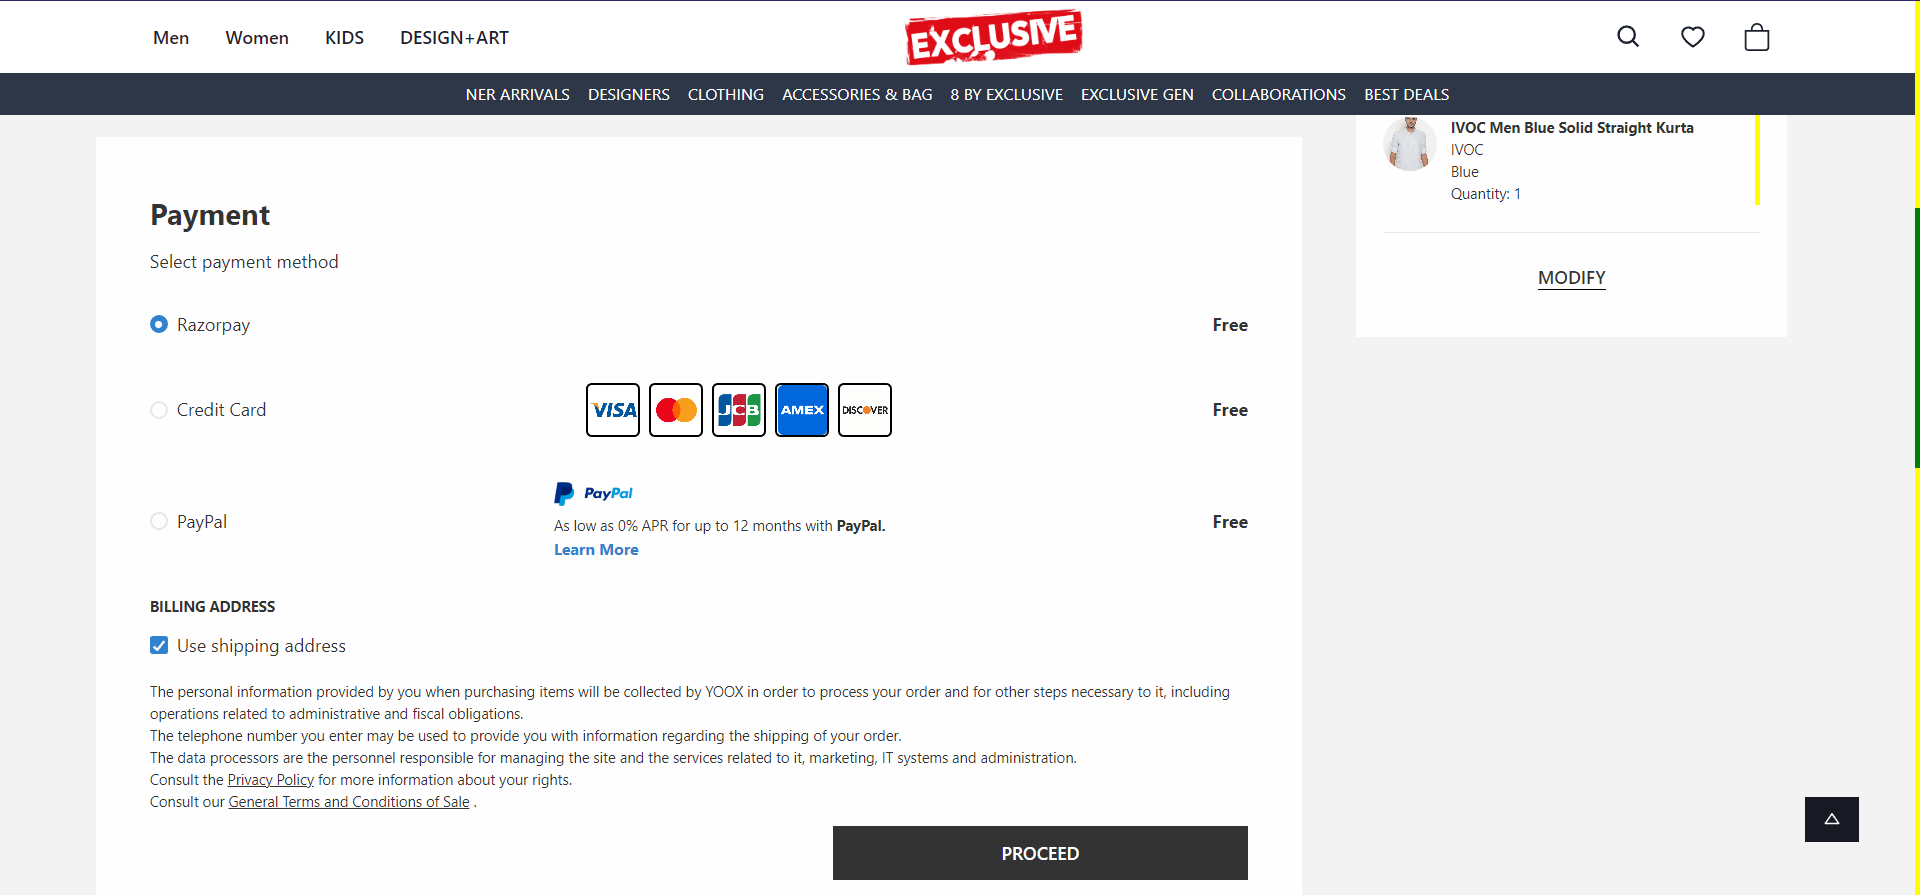 Men Women KIDS DESIGN+ART
EXCLUSIVE
NER ARRIVALS DESIGNERS CLOTHING ACCESSORIES & BAG 8 BY EXCLUSIVE EXCLUSIVE GEN COLLABORATIONS BEST DEALS
IVOC Men Blue Solid Straight Kurta
IVOC
Blue
Quantity: 1
MODIFY
Payment
Select payment method
Razorpay Free
Credit Card VISA JCB AMEX DISCOVER Free
PayPal
PayPal As low as 0% APR for up to 12 months with PayPal. Free
Learn More
BILLING ADDRESS
Use shipping address
The personal information provided by you when purchasing items will be collected by YOOX in order to process your order and for other steps necessary to it, including
operations related to administrative and fiscal obligations.
The telephone number you enter may be used to provide you with information regarding the shipping of your order.
The data processors are the personnel responsible for managing the site and the services related to it, marketing, IT systems and administration.
Consult the Privacy Policy for more information about your rights.
Consult our General Terms and Conditions of Sale .
PROCEED